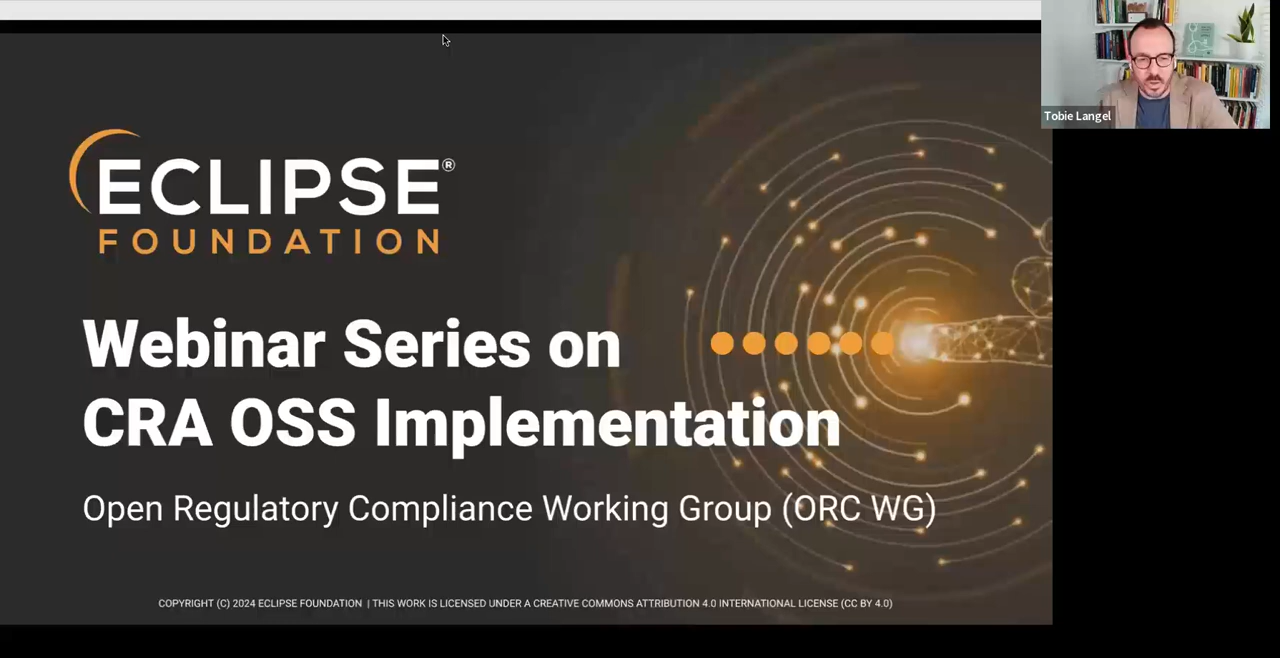 Tobie Langel
ECLIPSE®
FOUNDATION
Webinar Series on
CRA OSS Implementation
Open Regulatory Compliance Working Group (ORC WG)
COPYRIGHT (C) 2024 ECLIPSE FOUNDATION | THIS WORK IS LICENSED UNDER A CREATIVE COMMONS ATTRIBUTION 4.0 INTERNATIONAL LICENSE (CC BY 4.0)